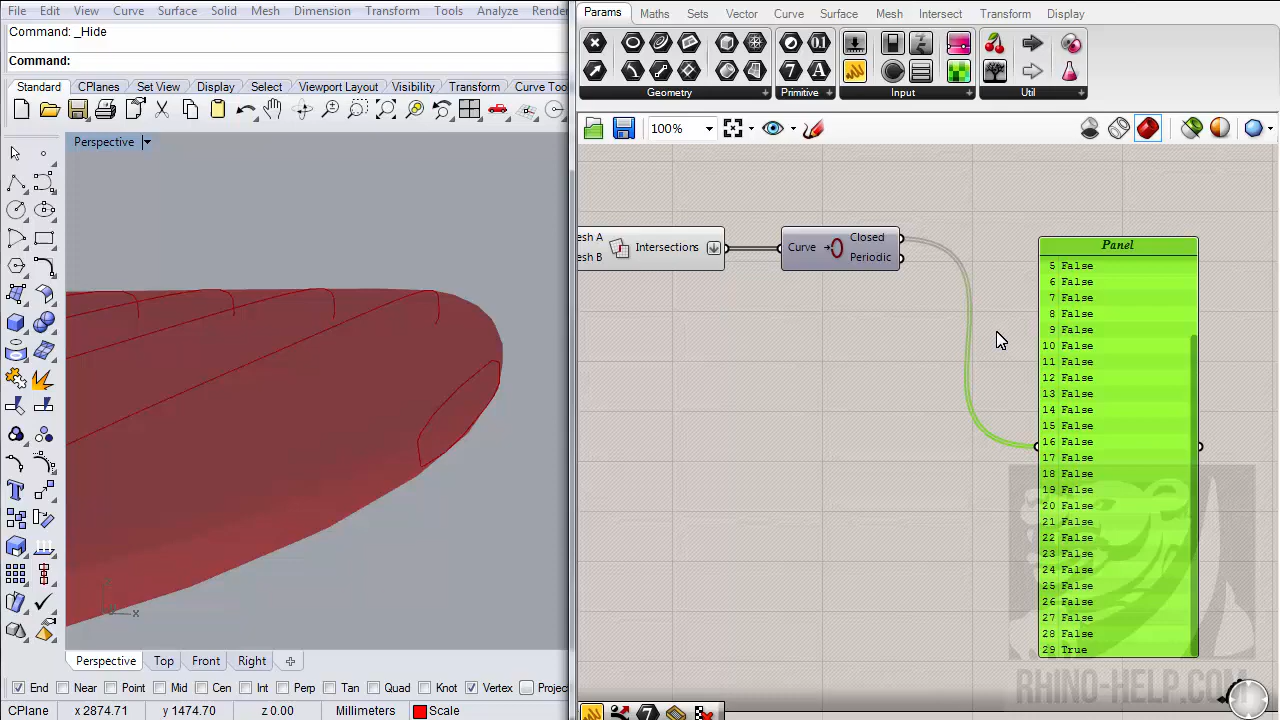 File Edit View Curve Surface Solid Mesh Dimension Transform Tools Analyze Render
Command: _Hide
Command:
Standard CPlanes Set View Display Select Viewport Layout Visibility Transform Curve Too
Perspective
x
Perspective Top Front Right
End Near Point Mid Cen Int Perp Tan Quad Knot Vertex Project
CPlane x 2874.71 y 1474.70 z 0.00 Millimeters Scale
Params Maths Sets Vector Curve Surface Mesh Intersect Transform Display
Geometry Primitive Input Util
100%
esh A
esh B
Intersections
Curve
Closed
Periodic
Panel
5 False
6 False
7 False
8 False
9 False
10 False
11 False
12 False
13 False
14 False
15 False
16 False
17 False
18 False
19 False
20 False
21 False
22 False
23 False
24 False
25 False
26 False
27 False
28 False
29 True
RHINO-HELP.COM